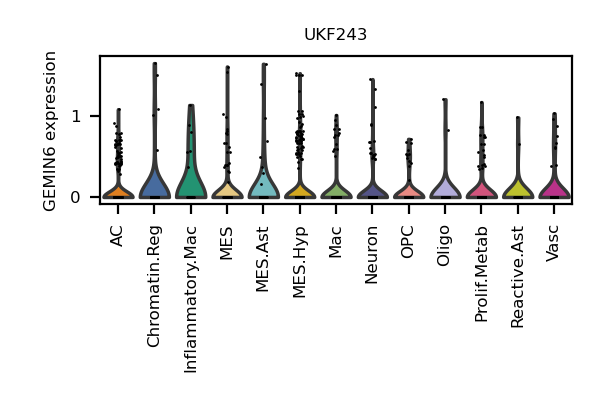 UKF243
GEMIN6 expression
1
0
AC
Chromatin.Reg
Inflammatory.Mac
MES
MES.Ast
MES.Hyp
Mac
Neuron
OPC
Oligo
Prolif.Metab
Reactive.Ast
Vasc